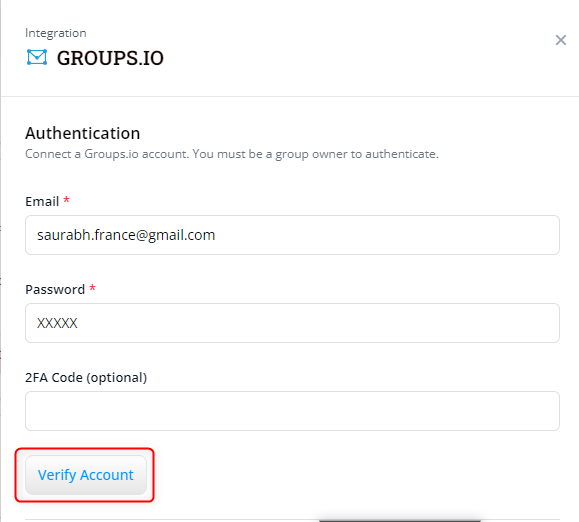 Integration
GROUPS.IO
Authentication
Connect a Groups.io account. You must be a group owner to authenticate.
Email *
saurabh.france@gmail.com
Password *
XXXXX
2FA Code (optional)
Verify Account